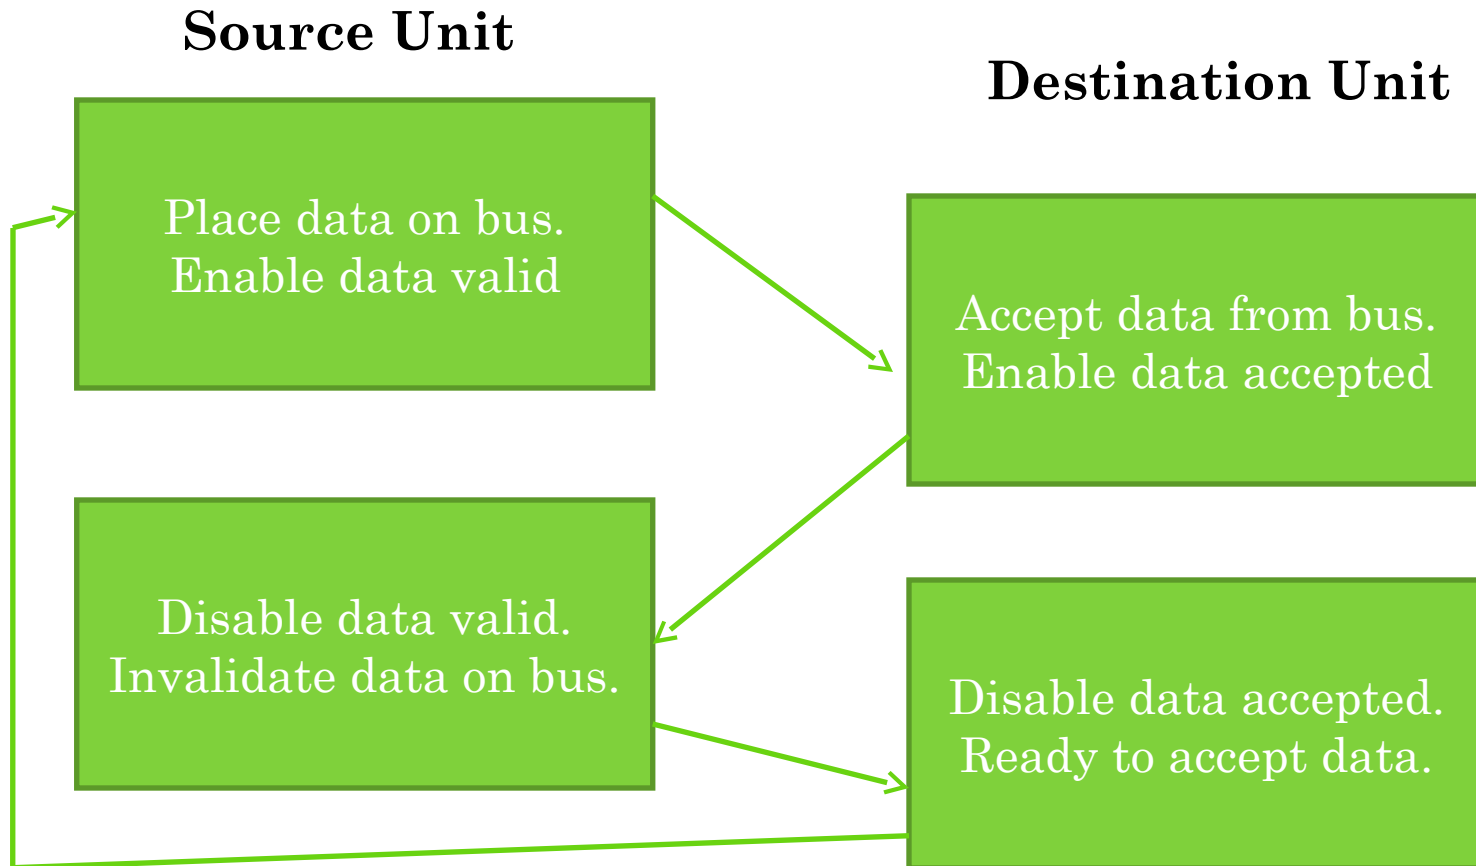 Source Unit
Destination Unit
Place data on bus.
Enable data valid
Accept data from bus.
Enable data accepted
Disable data valid.
Invalidate data on bus.
Disable data accepted.
Ready to accept data.